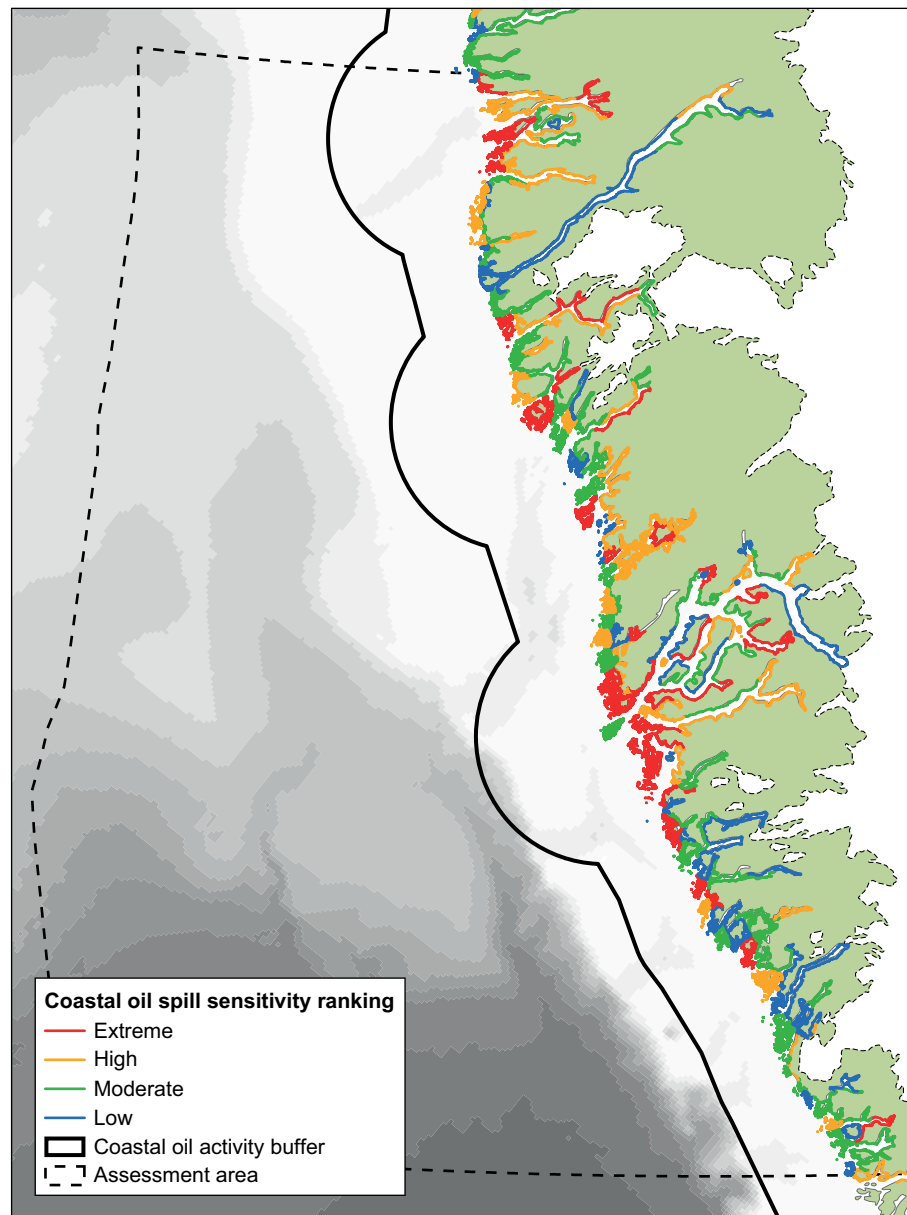 Coastal oil spill sensitivity ranking
Extreme
High
Moderate
Low
Coastal oil activity buffer
Assessment area